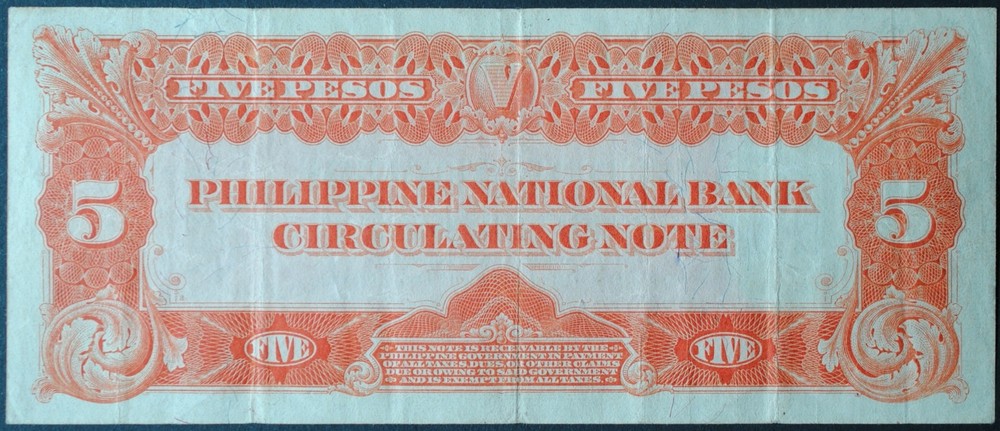 FIVE PESOS V FIVE PESOS
5 5
PHILIPPINE NATIONAL BANK
CIRCULATING NOTE
FIVE FIVE
THIS NOTE IS RECEIVABLE BY THE
PHILIPPINE GOVERNMENT IN PAYMENT
OF ALL TAXES, DUES, OR OTHER CLAIMS
DUE OR OWING TO SAID GOVERNMENT
AND IS EXEMPT FROM ALL TAXES.